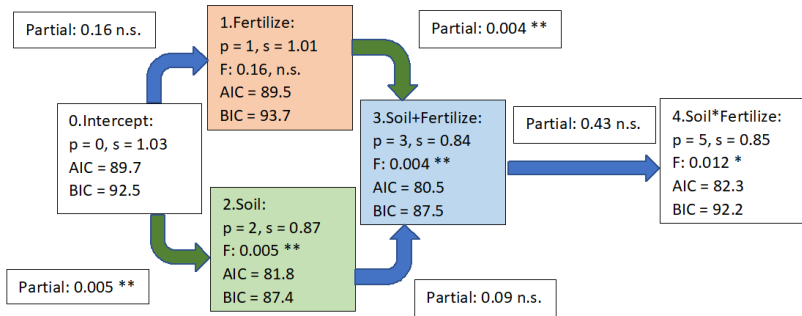 Partial: 0.16 n.s.
1.Fertilize:
p = 1, s = 1.01
F: 0.16, n.s.
AIC = 89.5
BIC = 93.7
Partial: 0.004 **
0.Intercept:
p = 0, s = 1.03
AIC = 89.7
BIC = 92.5
3.Soil+Fertilize:
p = 3, s = 0.84
F: 0.004 **
AIC = 80.5
BIC = 87.5
Partial: 0.43 n.s.
4.Soil*Fertilize:
p = 5, s = 0.85
F: 0.012 *
AIC = 82.3
BIC = 92.2
2.Soil:
p = 2, s = 0.87
F: 0.005 **
AIC = 81.8
BIC = 87.4
Partial: 0.005 **
Partial: 0.09 n.s.